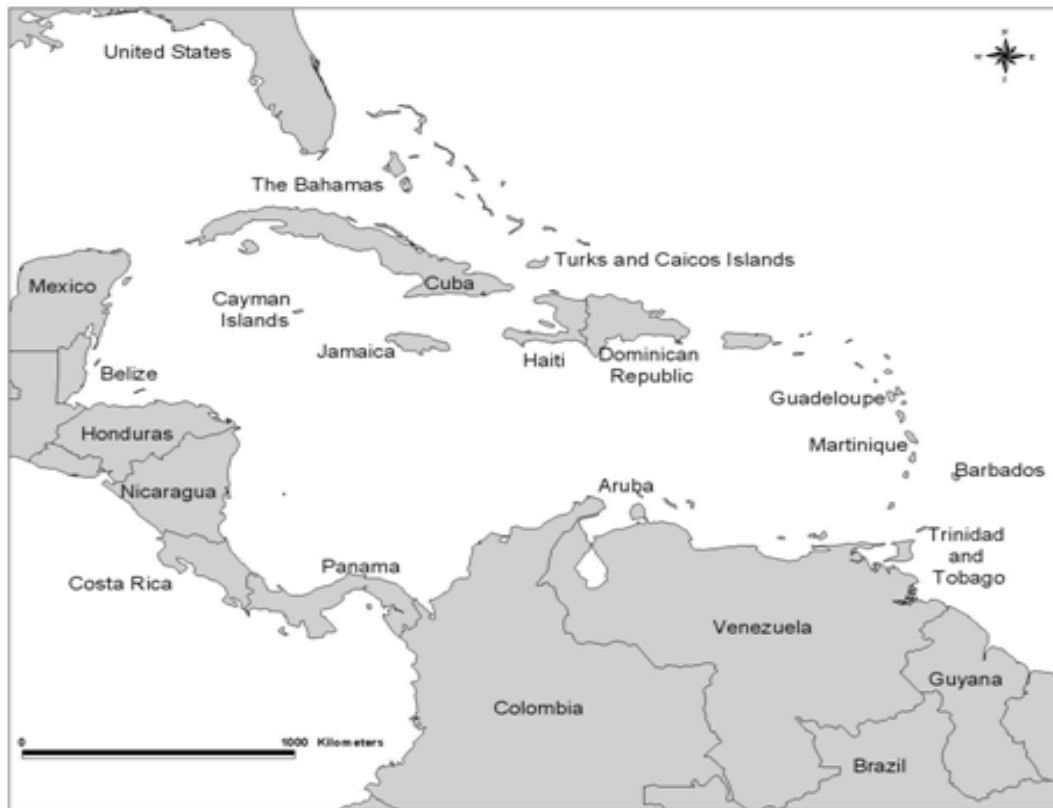 United States
N
W E
S
The Bahamas
Turks and Caicos Islands
Mexico
Cuba
Cayman
Islands
Jamaica
Haiti
Dominican
Republic
Belize
Guadeloupe
Honduras
Martinique
Barbados
Nicaragua
Aruba
Trinidad
and
Tobago
Panama
Costa Rica
Venezuela
Guyana
Colombia
0 1000 Kilometers
Brazil